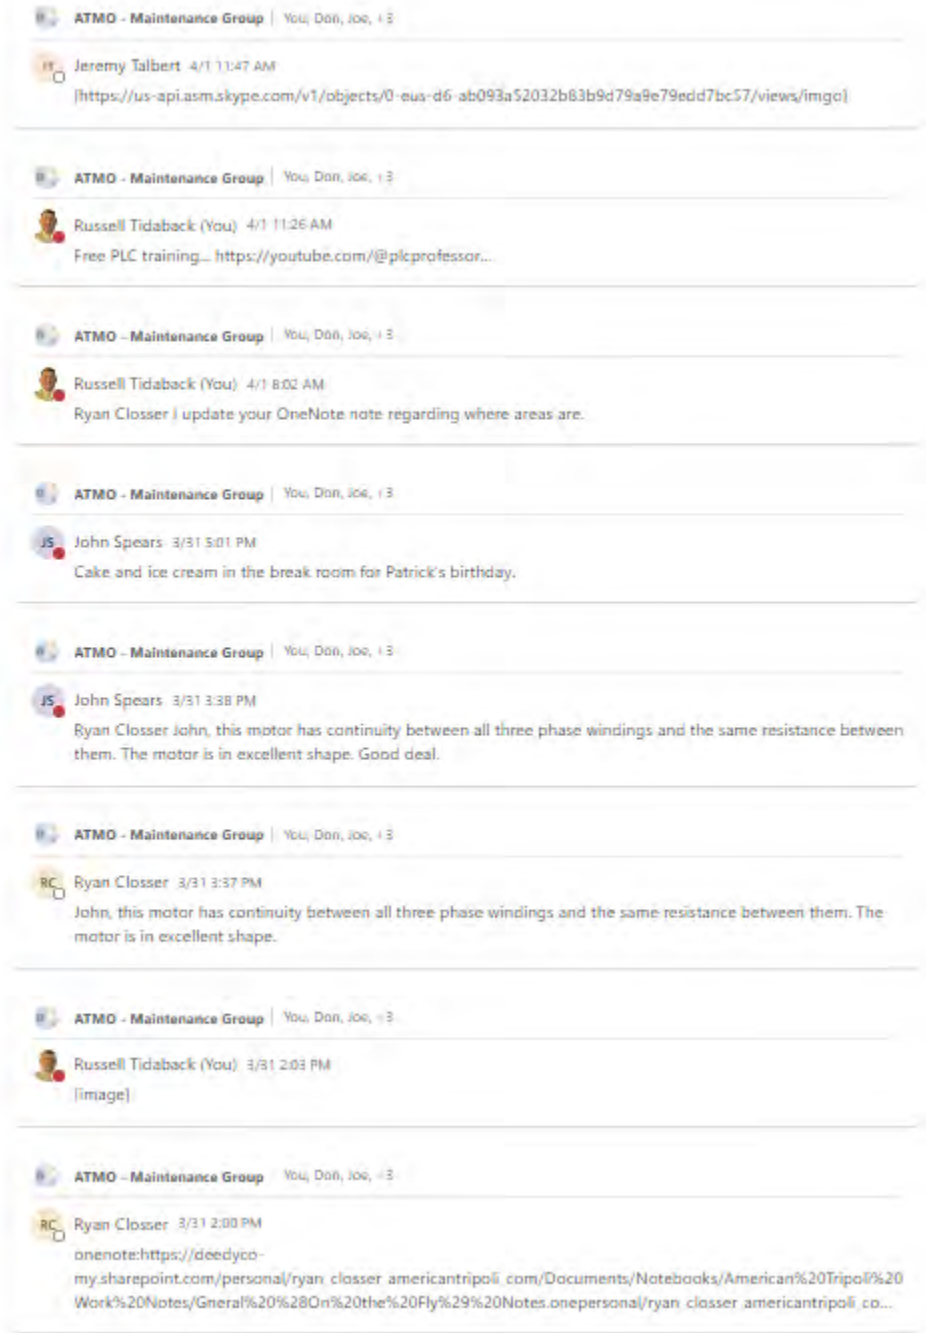 ATMO - Maintenance Group | You, Don, Joe, +3
Jeremy Talbert 4/1 11:47 AM
[https://us-api.asm.skype.com/v1/objects/0-eus-d6-ab093a52032b83b9d79a9e79edd7bc57/views/imgo]
ATMO - Maintenance Group | You, Don, Joe, +3
Russell Tidaback (You) 4/1 11:26 AM
Free PLC training... https://youtube.com/@plcprofessor...
ATMO - Maintenance Group | You, Don, Joe, +3
Russell Tidaback (You) 4/1 8:02 AM
Ryan Closser I update your OneNote note regarding where areas are.
ATMO - Maintenance Group | You, Don, Joe, +3
JS John Spears 3/31 5:01 PM
Cake and ice cream in the break room for Patrick's birthday.
ATMO - Maintenance Group | You, Don, Joe, +3
JS John Spears 3/31 3:38 PM
Ryan Closser John, this motor has continuity between all three phase windings and the same resistance between
them. The motor is in excellent shape. Good deal.
ATMO - Maintenance Group | You, Don, Joe, +3
RC Ryan Closser 3/31 3:37 PM
John, this motor has continuity between all three phase windings and the same resistance between them. The
motor is in excellent shape.
ATMO - Maintenance Group | You, Don, Joe, +3
Russell Tidaback (You) 3/31 2:03 PM
[image]
ATMO - Maintenance Group You, Don, Joe, +3
RC Ryan Closser 3/31 2:00 PM
onenote:https://deedyco-
my.sharepoint.com/personal/ryan_closser_americantripoli_com/Documents/Notebooks/American%20Tripoli%20
Work%20Notes/Gneral%20%28On%20the%20Fly%29%20Notes.onepersonal/ryan_closser_americantripoli_co...